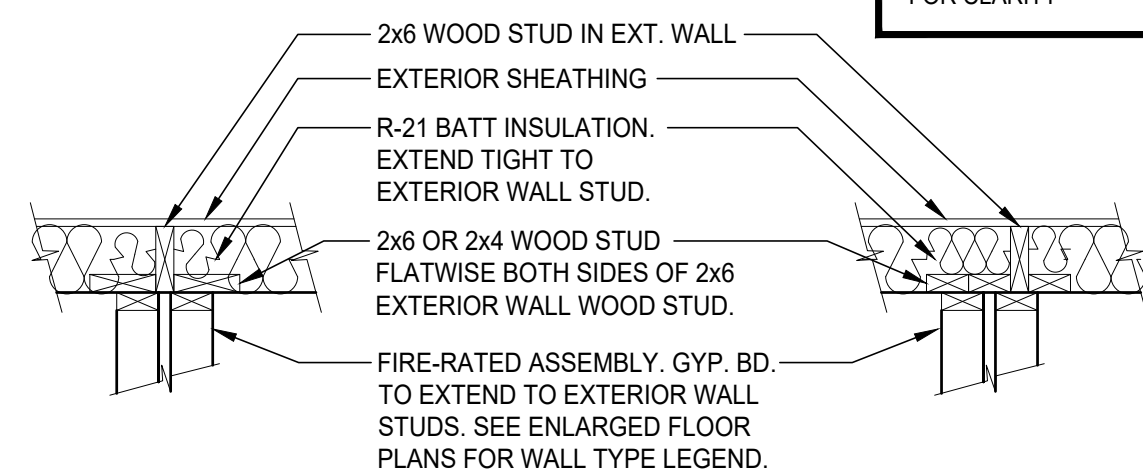 2x6 WOOD STUD IN EXT. WALL
EXTERIOR SHEATHING
R-21 BATT INSULATION.
EXTEND TIGHT TO
EXTERIOR WALL STUD.
2x6 OR 2x4 WOOD STUD
FLATWISE BOTH SIDES OF 2x6
EXTERIOR WALL WOOD STUD.
FIRE-RATED ASSEMBLY. GYP. BD.
TO EXTEND TO EXTERIOR WALL
STUDS. SEE ENLARGED FLOOR
PLANS FOR WALL TYPE LEGEND.